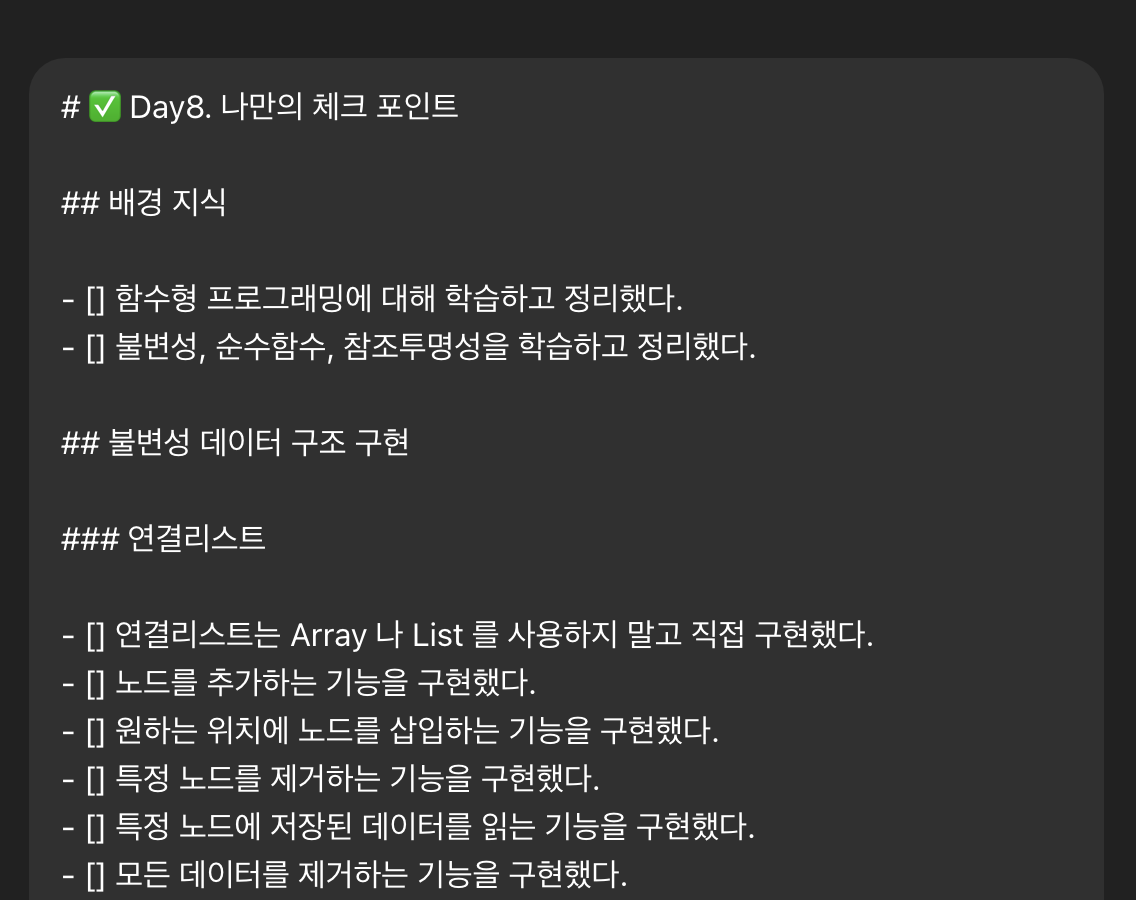 # ✅ Day8. 나만의 체크 포인트
## 배경 지식
- [] 함수형 프로그래밍에 대해 학습하고 정리했다.
- [] 불변성, 순수함수, 참조투명성을 학습하고 정리했다.
## 불변성 데이터 구조 구현
### 연결리스트
- [] 연결리스트는 Array 나 List 를 사용하지 말고 직접 구현했다.
- [] 노드를 추가하는 기능을 구현했다.
- [] 원하는 위치에 노드를 삽입하는 기능을 구현했다.
- [] 특정 노드를 제거하는 기능을 구현했다.
- [] 특정 노드에 저장된 데이터를 읽는 기능을 구현했다.
- [] 모든 데이터를 제거하는 기능을 구현했다.